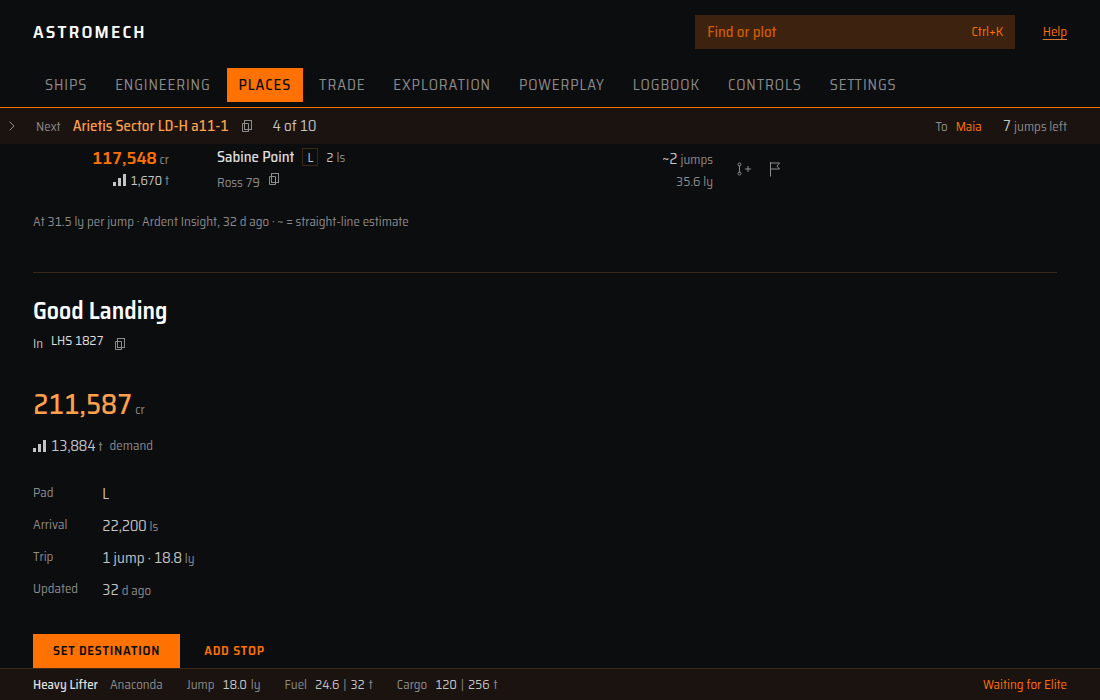 ASTROMECH
Find or plot Ctrl+K Help
SHIPS ENGINEERING PLACES TRADE EXPLORATION POWERPLAY LOGBOOK CONTROLS SETTINGS
Next Arietis Sector LD-H a11-1 4 of 10 To Maia 7 jumps left
117,548 cr Sabine Point L 2 ls ~2 jumps
1,670 t Ross 79 35.6 ly
At 31.5 ly per jump · Ardent Insight, 32 d ago · ~ = straight-line estimate
Good Landing
In LHS 1827
211,587 cr
13,884 t demand
Pad L
Arrival 22,200 ls
Trip 1 jump · 18.8 ly
Updated 32 d ago
SET DESTINATION ADD STOP
Heavy Lifter Anaconda Jump 18.0 ly Fuel 24.6 | 32 t Cargo 120 | 256 t Waiting for Elite